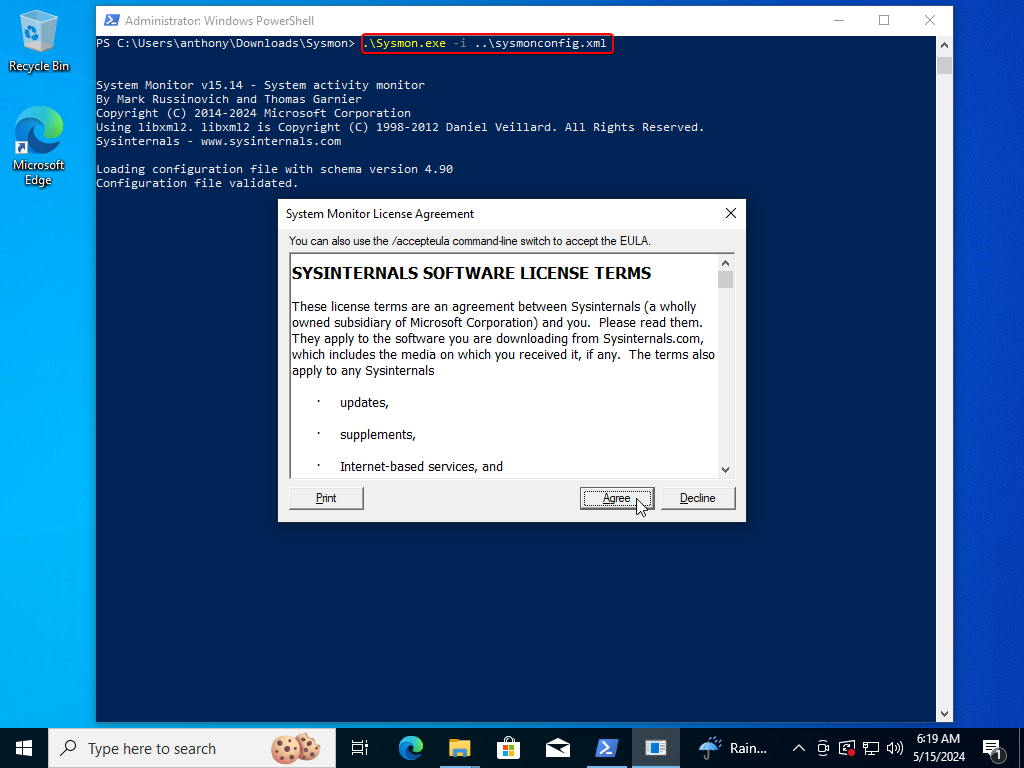 Administrator: Windows PowerShell
Recycle Bin
Microsoft
Edge
PS C:\Users\anthony\Downloads\Sysmon> .\Sysmon.exe -i ..\sysmonconfig.xml
System Monitor v15.14 - System activity monitor
By Mark Russinovich and Thomas Garnier
Copyright (C) 2014-2024 Microsoft Corporation
Using libxml2. libxml2 is Copyright (C) 1998-2012 Daniel Veillard. All Rights Reserved.
Sysinternals - www.sysinternals.com
Loading configuration file with schema version 4.90
Configuration file validated.
System Monitor License Agreement
You can also use the /accepteula command-line switch to accept the EULA.
SYSINTERNALS SOFTWARE LICENSE TERMS
These license terms are an agreement between Sysinternals (a wholly
owned subsidiary of Microsoft Corporation) and you.  Please read them.
They apply to the software you are downloading from Sysinternals.com,
which includes the media on which you received it, if any.  The terms also
apply to any Sysinternals
· updates,
· supplements,
· Internet-based services, and
Print Agree Decline
Type here to search
Rain...
6:19 AM
5/15/2024
1